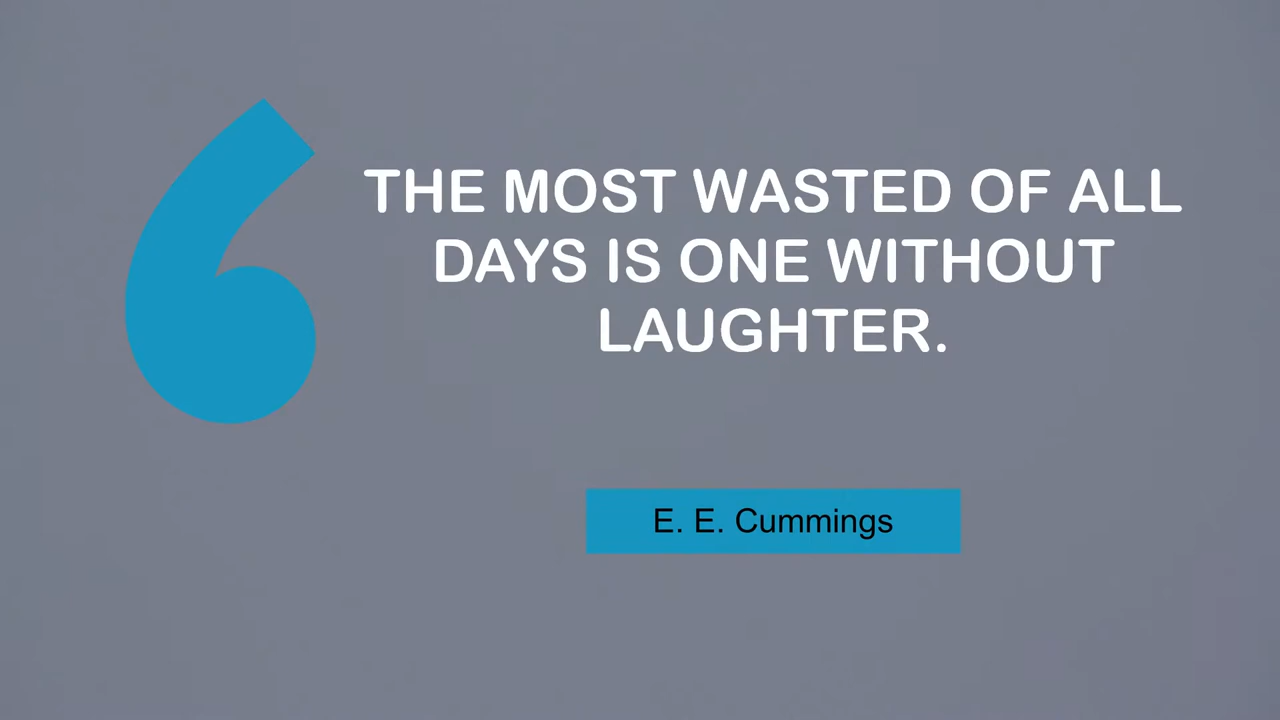 THE MOST WASTED OF ALL
DAYS IS ONE WITHOUT
LAUGHTER.
E. E. Cummings